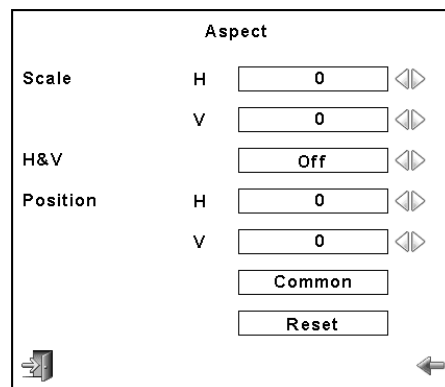 Aspect
Scale H 0
V 0
H&V Off
Position H 0
V 0
Common
Reset